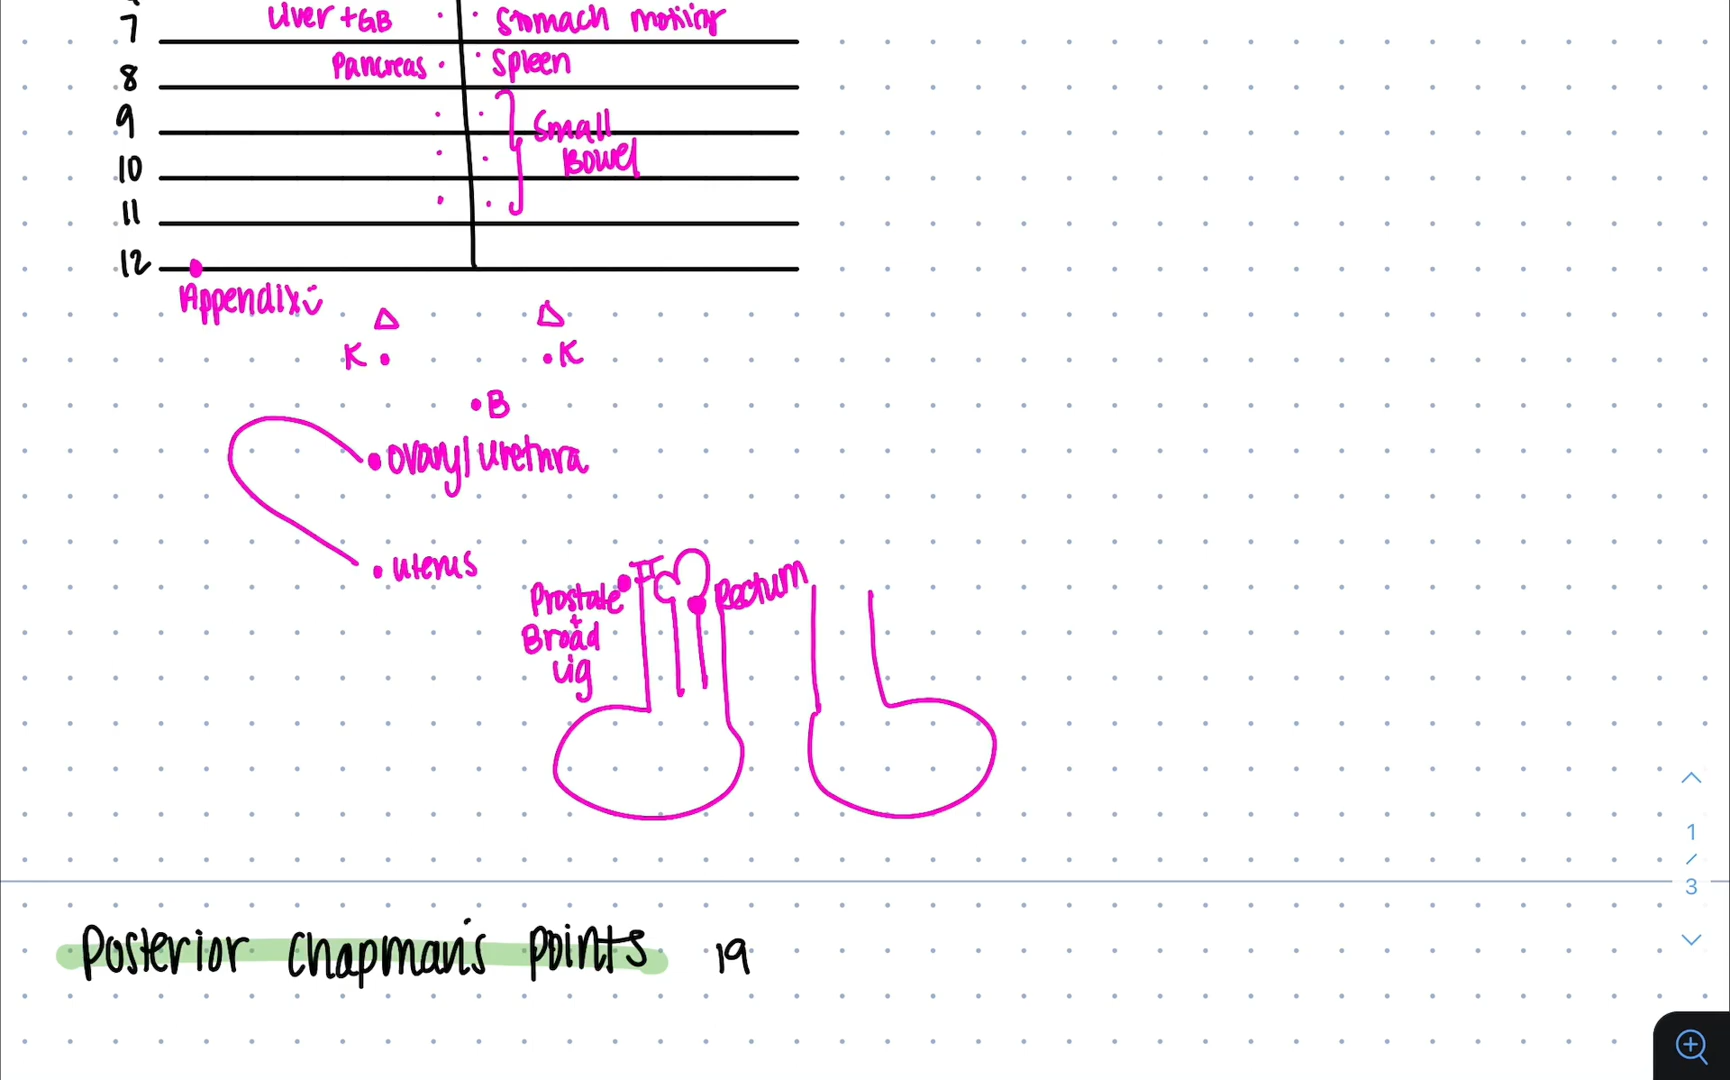 7 Liver + GB Stomach motility
8 Pancreas Spleen
9 Small
10 Bowel
11
12
Appendix
Δ Δ
K K
B
Ovary/Urethra
Uterus
Prostate Rectum
+
Broad
Lig
1
/
3
Posterior Chapman's Points 19